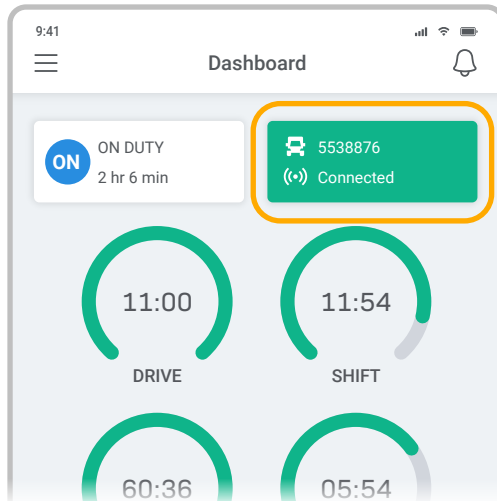 9:41
Dashboard
ON
ON DUTY
2 hr 6 min
5538876
Connected
11:00
11:54
DRIVE
SHIFT
60:36
05:54